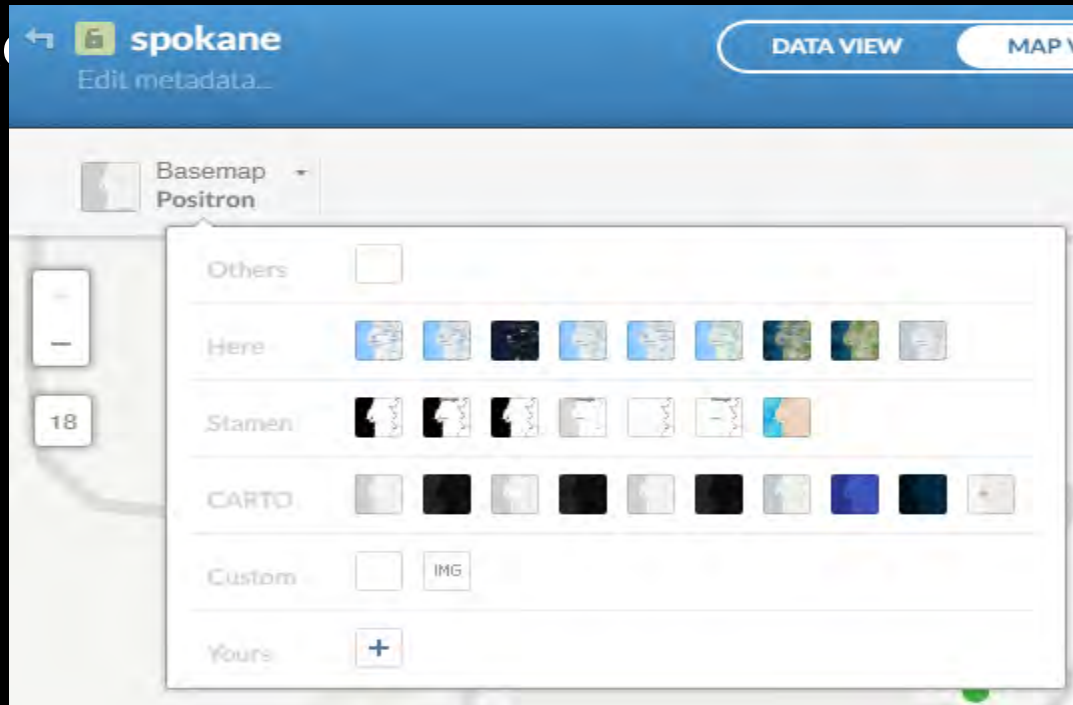 spokane
DATA VIEW
MAP V
Edit metadata...
Basemap
Positron
Others
Here
18
Stamen
CARTO
Custom
IMG
Yours